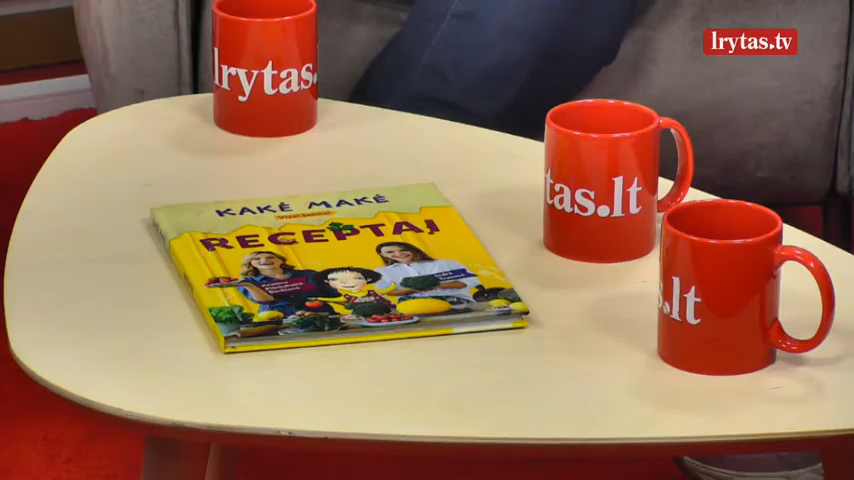 lrytas.tv
lrytas.
tas.lt
s.lt
KAKĖ MAKĖ
RECEPTAI